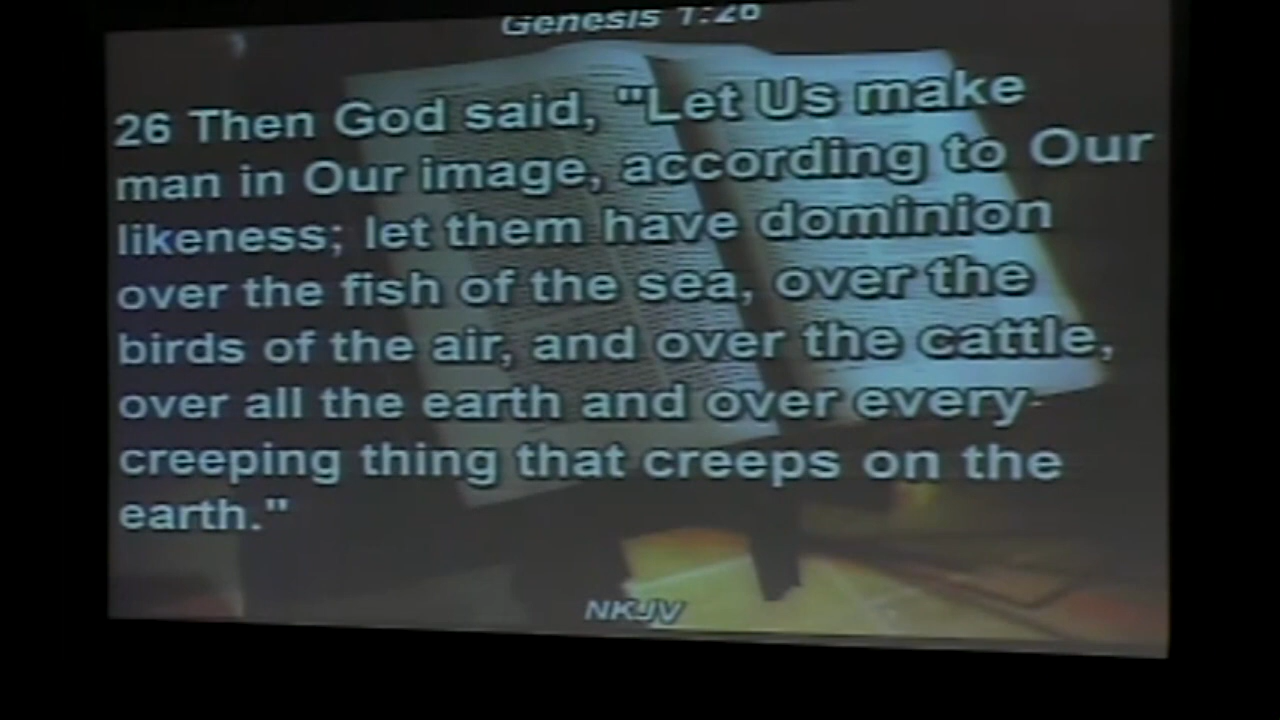 Genesis 1:26
26 Then God said, "Let Us make
man in Our image, according to Our
likeness; let them have dominion
over the fish of the sea, over the
birds of the air, and over the cattle,
over all the earth and over every
creeping thing that creeps on the
earth."
NKJV